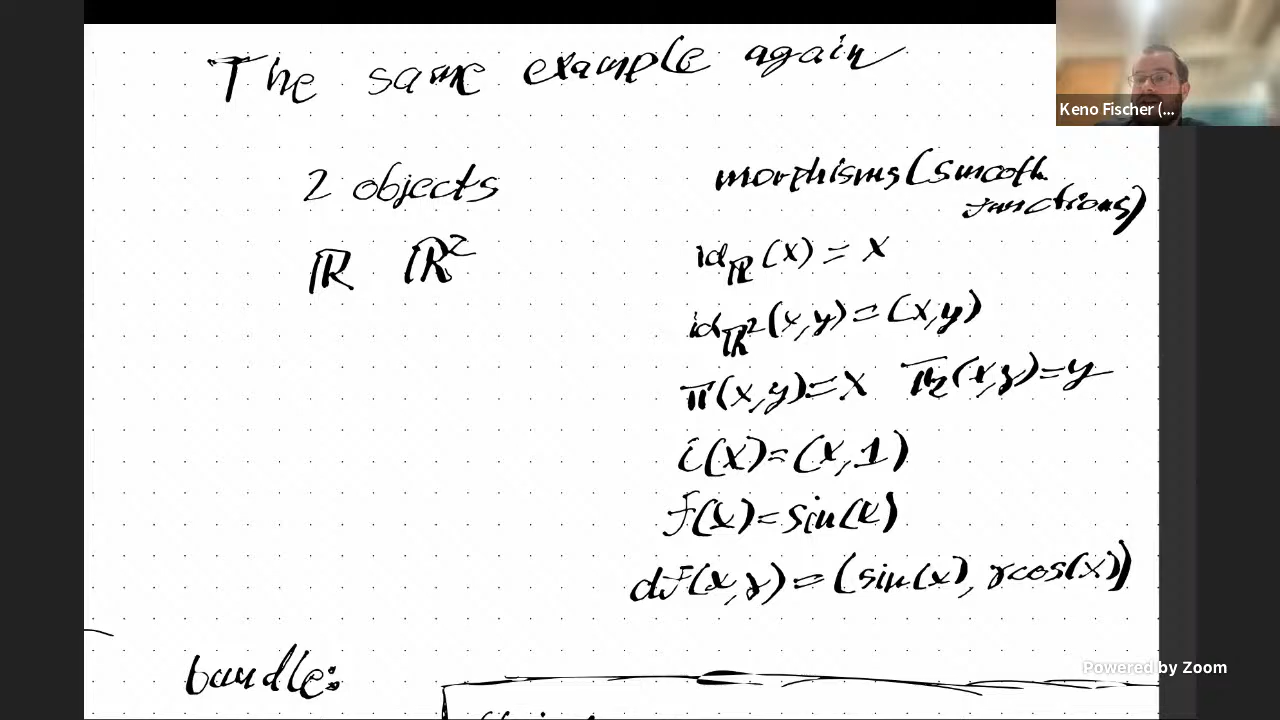 The same example again
Keno Fischer (...
2 objects
ℝ ℝ²
morphisms (smooth
functions)
id_ℝ(x) = x
id_ℝ²(x,y) = (x,y)
π(x,y) = x π₂(x,y) = y
i(x) = (x,1)
f(x) = sin(x)
df(x,y) = (sin(x), y cos(x))
bundle:
Powered by Zoom